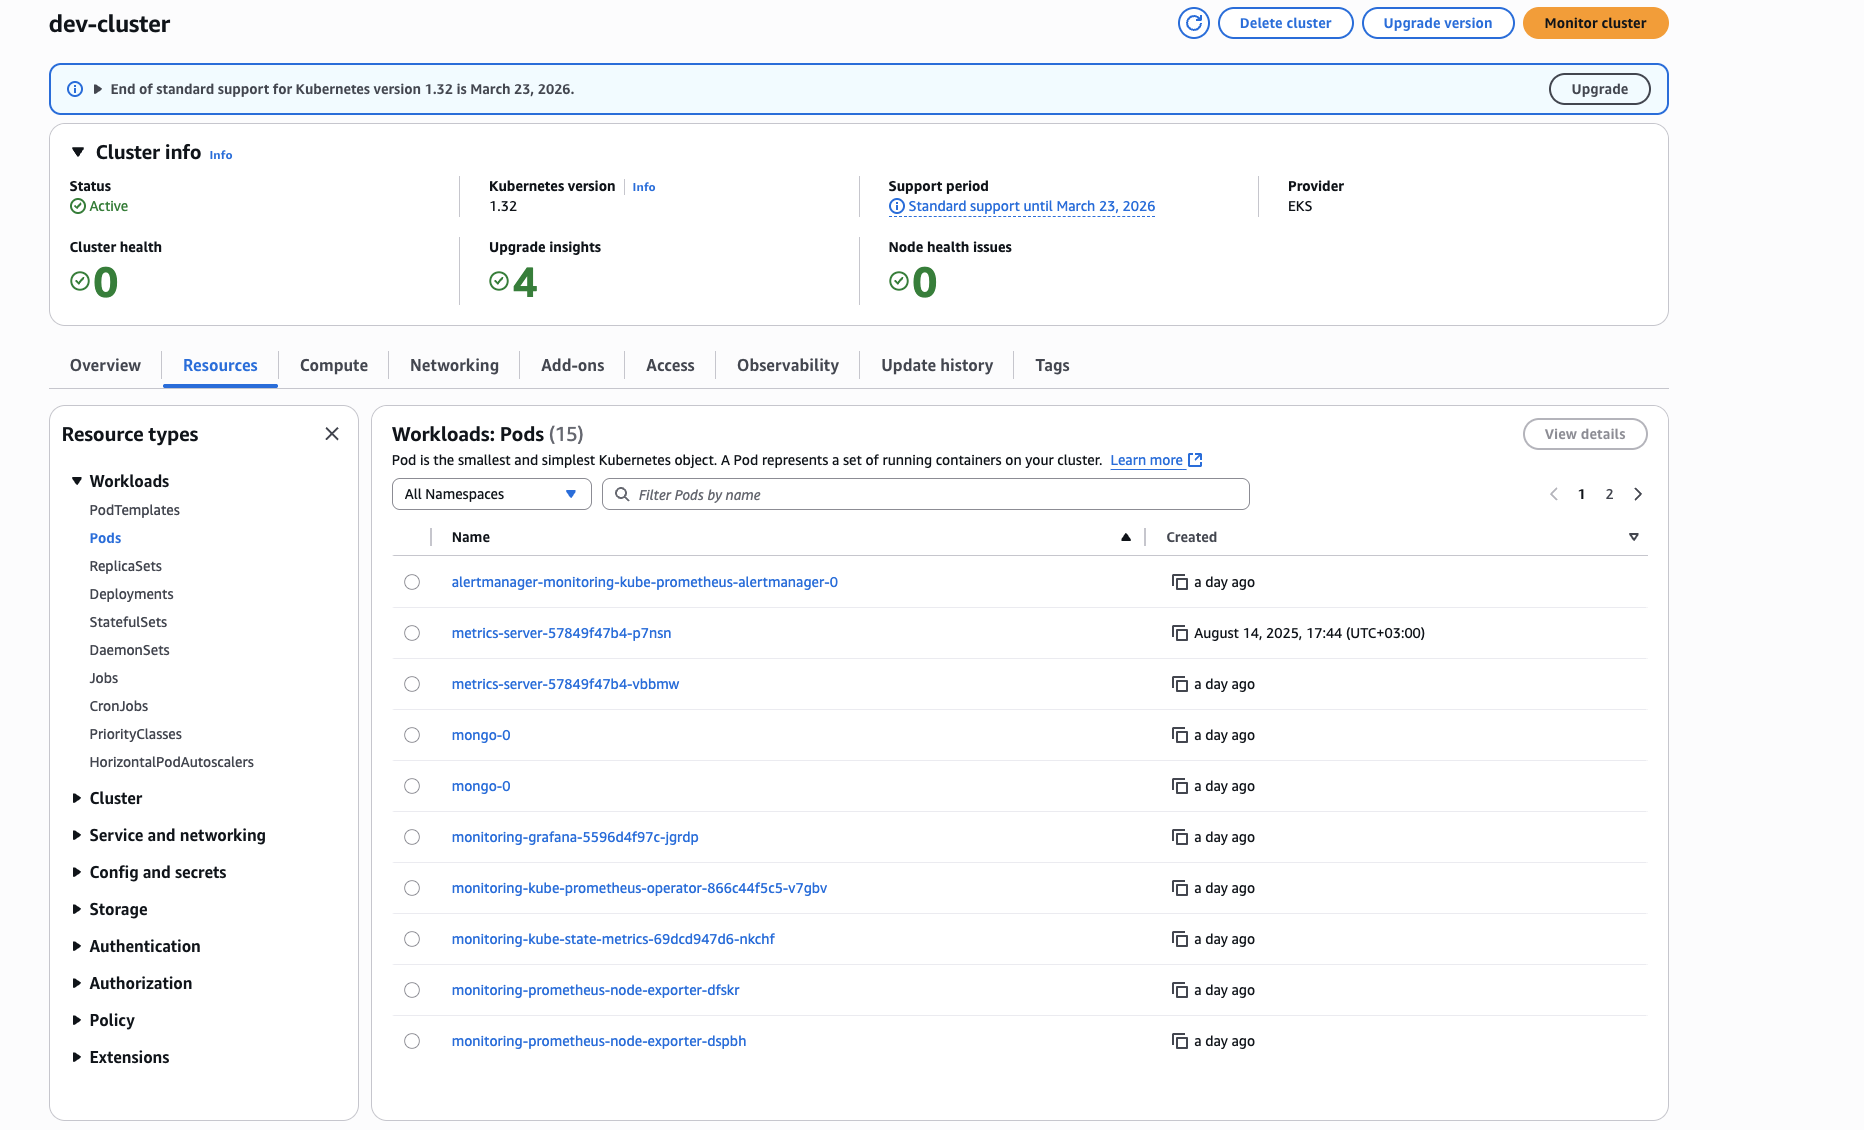 dev-cluster
Delete cluster
Upgrade version
Monitor cluster
End of standard support for Kubernetes version 1.32 is March 23, 2026.
Upgrade
Cluster info Info
Status
Active
Kubernetes version Info
1.32
Support period
Standard support until March 23, 2026
Provider
EKS
Cluster health
0
Upgrade insights
4
Node health issues
0
Overview
Resources
Compute
Networking
Add-ons
Access
Observability
Update history
Tags
Resource types
Workloads
PodTemplates
Pods
ReplicaSets
Deployments
StatefulSets
DaemonSets
Jobs
CronJobs
PriorityClasses
HorizontalPodAutoscalers
Cluster
Service and networking
Config and secrets
Storage
Authentication
Authorization
Policy
Extensions
Workloads: Pods (15)
View details
Pod is the smallest and simplest Kubernetes object. A Pod represents a set of running containers on your cluster. Learn more
All Namespaces
Filter Pods by name
1 2
Name Created
alertmanager-monitoring-kube-prometheus-alertmanager-0 a day ago
metrics-server-57849f47b4-p7nsn August 14, 2025, 17:44 (UTC+03:00)
metrics-server-57849f47b4-vbbmw a day ago
mongo-0 a day ago
mongo-0 a day ago
monitoring-grafana-5596d4f97c-jgrdp a day ago
monitoring-kube-prometheus-operator-866c44f5c5-v7gbv a day ago
monitoring-kube-state-metrics-69dcd947d6-nkchf a day ago
monitoring-prometheus-node-exporter-dfskr a day ago
monitoring-prometheus-node-exporter-dspbh a day ago